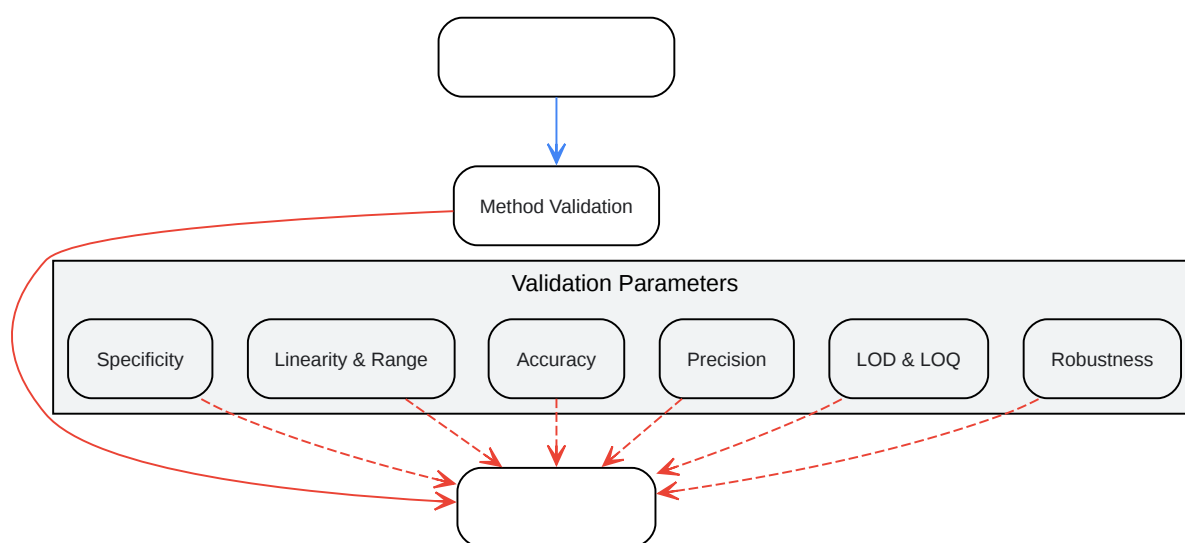 Method Validation
Validation Parameters
Specificity
Linearity & Range
Accuracy
Precision
LOD & LOQ
Robustness